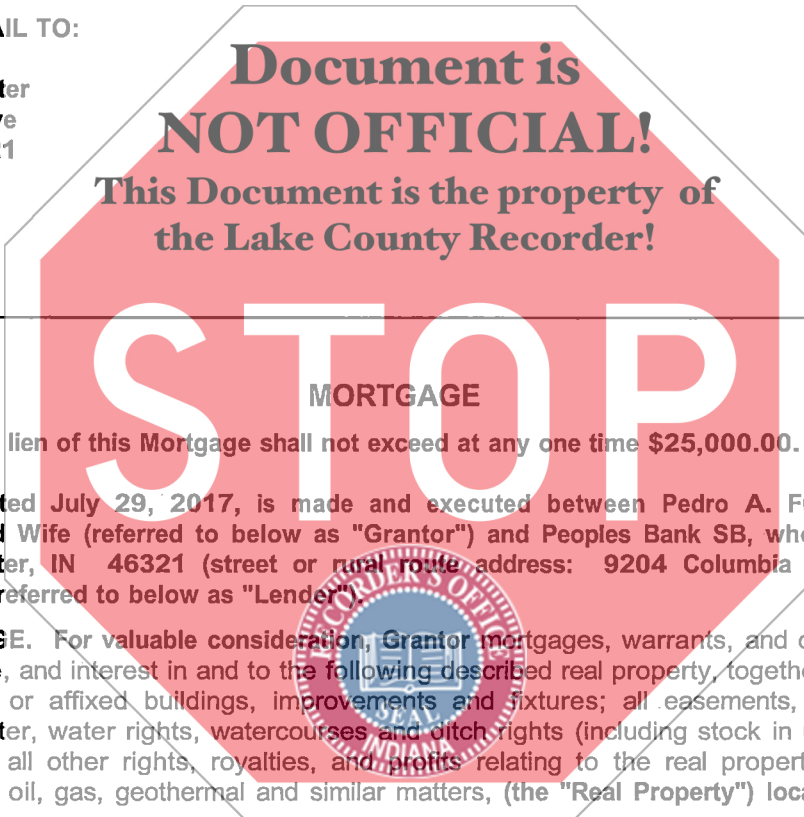 AIL TO:
ter
e
1
Document is
NOT OFFICIAL!
This Document is the property of
the Lake County Recorder!
STOP
MORTGAGE
lien of this Mortgage shall not exceed at any one time $25,000.00.
ted July 29, 2017, is made and executed between Pedro A. F
d Wife (referred to below as "Grantor") and Peoples Bank SB, who
ter, IN 46321 (street or rural route address: 9204 Columbia
referred to below as "Lender").
GE. For valuable consideration, Grantor mortgages, warrants, and c
e, and interest in and to the following described real property, togethe
or affixed buildings, improvements and fixtures; all easements,
ter, water rights, watercourses and ditch rights (including stock in
all other rights, royalties, and profits relating to the real propert
oil, gas, geothermal and similar matters, (the "Real Property") loca
RECORDER'S OFFICE
SEAL
INDIANA